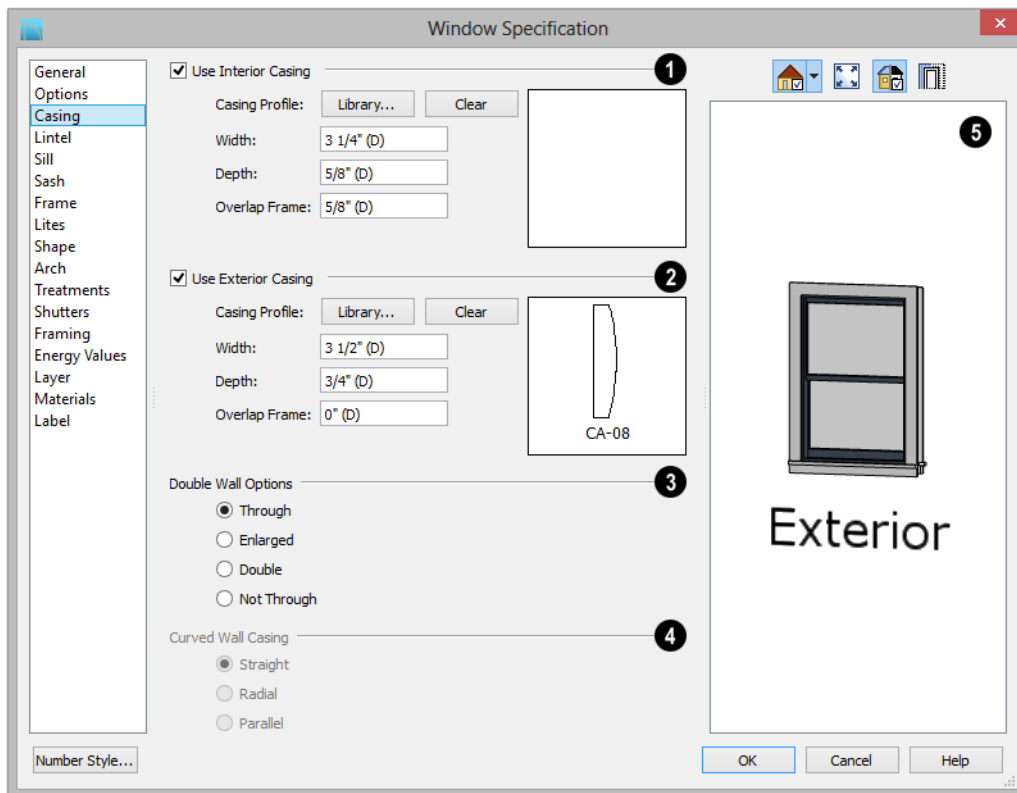 Window Specification
General
Options
Casing
Lintel
Sill
Sash
Frame
Lites
Shape
Arch
Treatments
Shutters
Framing
Energy Values
Layer
Materials
Label
Use Interior Casing 1
Casing Profile: Library... Clear
Width: 3 1/4" (D)
Depth: 5/8" (D)
Overlap Frame: 5/8" (D)
Use Exterior Casing 2
Casing Profile: Library... Clear
Width: 3 1/2" (D)
Depth: 3/4" (D)
Overlap Frame: 0" (D)
CA-08
Double Wall Options 3
Through
Enlarged
Double
Not Through
Curved Wall Casing 4
Straight
Radial
Parallel
5
Exterior
Number Style... OK Cancel Help